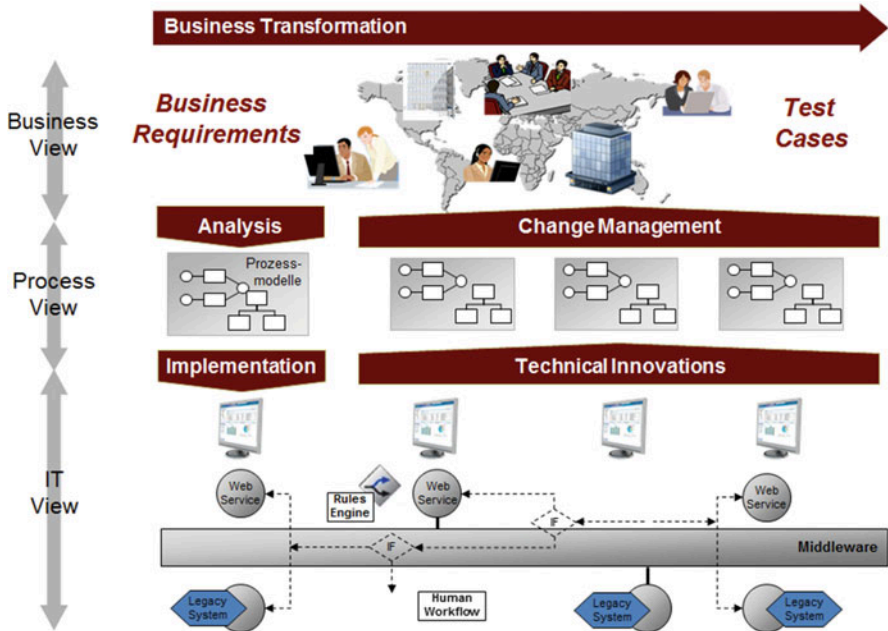 Business Transformation
Business
View
Business
Requirements
Test
Cases
Analysis
Change Management
Process
View
Prozess-
modelle
Implementation
Technical Innovations
IT
View
Web
Service
Rules
Engine
Web
Service
IF
Web
Service
IF
Middleware
Legacy
System
Human
Workflow
Legacy
System
Legacy
System